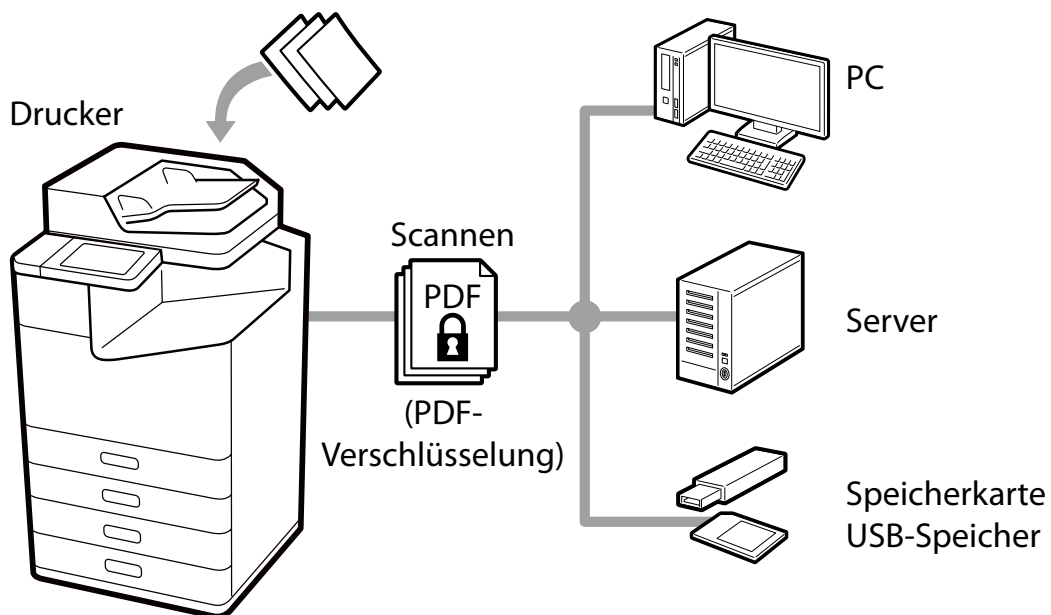 Drucker
Scannen
PDF
(PDF-
Verschlüsselung)
PC
Server
Speicherkarte
USB-Speicher